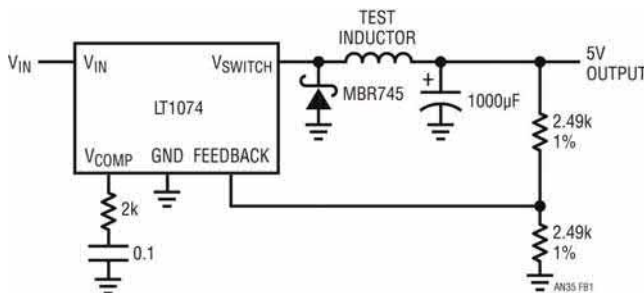 TEST
INDUCTOR
VIN
VIN
VSWITCH
5V
OUTPUT
MBR745
+
1000µF
LT1074
2.49k
1%
VCOMP
GND
FEEDBACK
2k
0.1
2.49k
1%
AN35 FB1